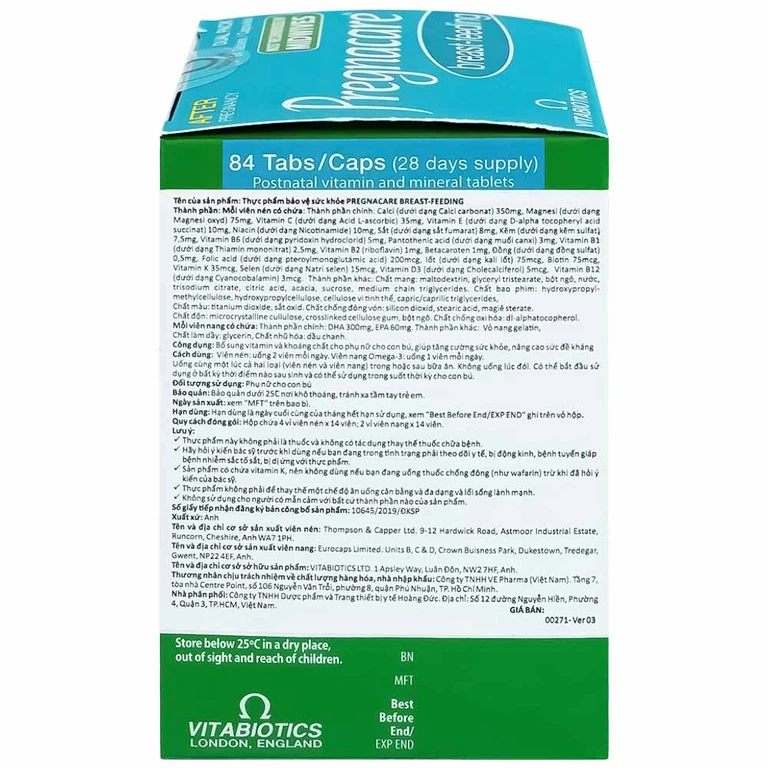 DUAL PACK
AFTER
PREGNANCY
MIDWIVES
Pregnacare
breast-feeding
VITABIOTICS
84 Tabs/Caps (28 days supply)
Postnatal vitamin and mineral tablets
Tên của sản phẩm: Thực phẩm bảo vệ sức khỏe PREGNACARE BREAST-FEEDING
Thành phần: Mỗi viên nén có chứa: Thành phần chính: Calci (dưới dạng Calci carbonat) 350mg, Magnesi (dưới dạng
Magnesi oxyd) 75mg, Vitamin C (dưới dạng Acid L-ascorbic) 35mg, Vitamin E (dưới dạng D-alpha tocopheryl acid
succinat) 10mg, Niacin (dưới dạng Nicotinamid) 10mg, Sắt (dưới dạng sắt fumarat) 8mg, Kẽm (dưới dạng kẽm sulfat)
7,5mg, Vitamin B6 (dưới dạng pyridoxin hydroclorid) 5mg, Pantothenic acid (dưới dạng muối canxi) 3mg, Vitamin B1
(dưới dạng Thiamin mononitrat) 2,5mg, Vitamin B2 (riboflavin) 1mg, Betacaroten 1mg, Đồng (dưới dạng đồng sulfat)
0,5mg, Folic acid (dưới dạng pteroylmonoglutamic acid) 200mcg, Iốt (dưới dạng kali Iốt) 75mcg, Biotin 75mcg,
Vitamin K 35mcg, Selen (dưới dạng Natri selen) 15mcg, Vitamin D3 (dưới dạng Cholecalciferol) 5mcg, Vitamin B12
(dưới dạng Cyanocobalamin) 3mcg. Thành phần khác: Chất mang: maltodextrin, glyceryl tristearate, bột ngô, nước,
trisodium citrate, citric acid, acacia, sucrose, medium chain triglycerides. Chất bao phim: hydroxypropyl-
methylcellulose, hydroxypropylcellulose, cellulose vi tinh thể, capric/caprilic triglycerides,
Chất màu: titanium dioxide, sắt oxid. Chất chống đông vón: silicon dioxid, stearic acid, magiê sterate.
Chất độn: microcrystalline cullulose, crosslinked cellulose gum, bột ngô. Chất chống oxi hóa: dl-alphatocopherol.
Mỗi viên nang có chứa: Thành phần chính: DHA 300mg, EPA 60mg. Thành phần khác: Vỏ nang gelatin,
Chất làm dầy: glycerin, Chất nhũ hóa: dầu chanh.
Công dụng: Bổ sung vitamin và khoáng chất cho phụ nữ cho con bú, giúp tăng cường sức khỏe, nâng cao sức đề kháng
Cách dùng: Viên nén: uống 2 viên mỗi ngày. Viên nang Omega-3: uống 1 viên mỗi ngày.
Uống cùng một lúc cả hai loại (viên nén và viên nang) trong hoặc sau bữa ăn. Không uống lúc đói. Có thể bắt đầu sử
dụng ở bất kỳ thời điểm nào sau sinh và có thể sử dụng trong suốt thời kỳ cho con bú.
Đối tượng sử dụng: Phụ nữ cho con bú
Bảo quản: Bảo quản dưới 25℃ nơi khô thoáng, tránh xa tầm tay trẻ em.
Ngày sản xuất: xem "MFT" trên bao bì.
Hạn dùng: Hạn dùng là ngày cuối cùng của tháng hết hạn sử dụng, xem "Best Before End/EXP END" ghi trên vỏ hộp.
Quy cách đóng gói: Hộp chứa 4 vỉ viên nén x 14 viên; 2 vỉ viên nang x 14 viên.
Lưu ý:
✓ Thực phẩm này không phải là thuốc và không có tác dụng thay thế thuốc chữa bệnh.
✓ Hãy hỏi ý kiến bác sỹ trước khi dùng nếu bạn đang trong tình trạng phải theo dõi y tế, bị động kinh, bệnh tuyến giáp
bệnh nhiễm sắc tố sắt, bị dị ứng với thực phẩm.
✓ Sản phẩm có chứa vitamin K, nên không dùng nếu bạn đang uống thuốc chống đông (như wafarin) trừ khi đã hỏi ý
kiến của bác sỹ.
✓ Thực phẩm không phải để thay thế một chế độ ăn uống cân bằng và đa dạng và lối sống lành mạnh.
✓ Không sử dụng cho người có mẫn cảm với bất cứ thành phần nào của sản phẩm.
Số giấy tiếp nhận đăng ký bản công bố sản phẩm: 10645/2019/ĐKSP
Xuất xứ: Anh
Tên và địa chỉ cơ sở sản xuất viên nén: Thompson & Capper Ltd. 9-12 Hardwick Road, Astmoor Industrial Estate,
Runcorn, Cheshire, Anh WA7 1PH.
Tên và địa chỉ cơ sở sản xuất viên nang: Eurocaps Limited. Units B, C & D, Crown Buisness Park, Dukestown, Tredegar,
Gwent, NP22 4EF, Anh.
Tên và địa chỉ cơ sở sở hữu sản phẩm: VITABIOTICS LTD. 1 Apsley Way, Luân Đôn, NW2 7HF, Anh.
Thương nhân chịu trách nhiệm về chất lượng hàng hóa, nhà nhập khẩu: Công ty TNHH VE Pharma (Việt Nam). Tầng 7,
tòa nhà Centre Point, số 106 Nguyễn Văn Trỗi, phường 8, quận Phú Nhuận, TP. Hồ Chí Minh.
Nhà phân phối: Công ty TNHH Dược phẩm và Trang thiết bị y tế Hoàng Đức. Địa chỉ: Số 12 đường Nguyễn Hiền, Phường
4, Quận 3, TP.HCM, Việt Nam.
GIÁ BÁN:
00271-Ver 03
Store below 25ºC in a dry place,
out of sight and reach of children.
BN
MFT
Best
Before
End/
EXP END
VITABIOTICS
LONDON, ENGLAND